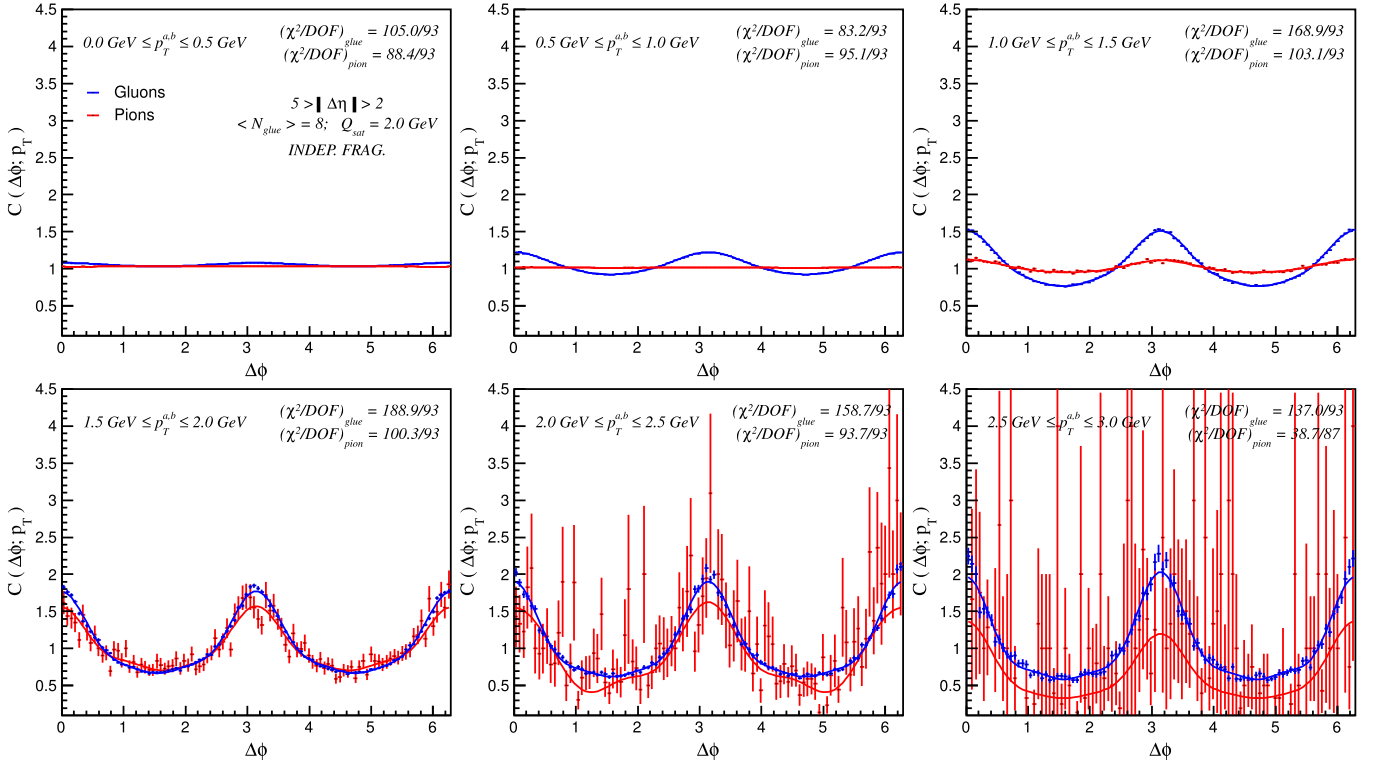 0.0 GeV ≤ p_T^{a,b} ≤ 0.5 GeV
(χ²/DOF)_glue = 105.0/93
(χ²/DOF)_pion = 88.4/93
Gluons
Pions
5 >| Δη |> 2
< N_glue > = 8; Q_sat = 2.0 GeV
INDEP. FRAG.
C ( Δφ; p_T)
4.5
4
3.5
3
2.5
2
1.5
1
0.5
0 1 2 3 4 5 6
Δφ
0.5 GeV ≤ p_T^{a,b} ≤ 1.0 GeV
(χ²/DOF)_glue = 83.2/93
(χ²/DOF)_pion = 95.1/93
C ( Δφ; p_T)
4.5
4
3.5
3
2.5
2
1.5
1
0.5
0 1 2 3 4 5 6
Δφ
1.0 GeV ≤ p_T^{a,b} ≤ 1.5 GeV
(χ²/DOF)_glue = 168.9/93
(χ²/DOF)_pion = 103.1/93
C ( Δφ; p_T)
4.5
4
3.5
3
2.5
2
1.5
1
0.5
0 1 2 3 4 5 6
Δφ
1.5 GeV ≤ p_T^{a,b} ≤ 2.0 GeV
(χ²/DOF)_glue = 188.9/93
(χ²/DOF)_pion = 100.3/93
C ( Δφ; p_T)
4.5
4
3.5
3
2.5
2
1.5
1
0.5
0 1 2 3 4 5 6
Δφ
2.0 GeV ≤ p_T^{a,b} ≤ 2.5 GeV
(χ²/DOF)_glue = 158.7/93
(χ²/DOF)_pion = 93.7/93
C ( Δφ; p_T)
4.5
4
3.5
3
2.5
2
1.5
1
0.5
0 1 2 3 4 5 6
Δφ
2.5 GeV ≤ p_T^{a,b} ≤ 3.0 GeV
(χ²/DOF)_glue = 137.0/93
(χ²/DOF)_pion = 38.7/87
C ( Δφ; p_T)
4.5
4
3.5
3
2.5
2
1.5
1
0.5
0 1 2 3 4 5 6
Δφ